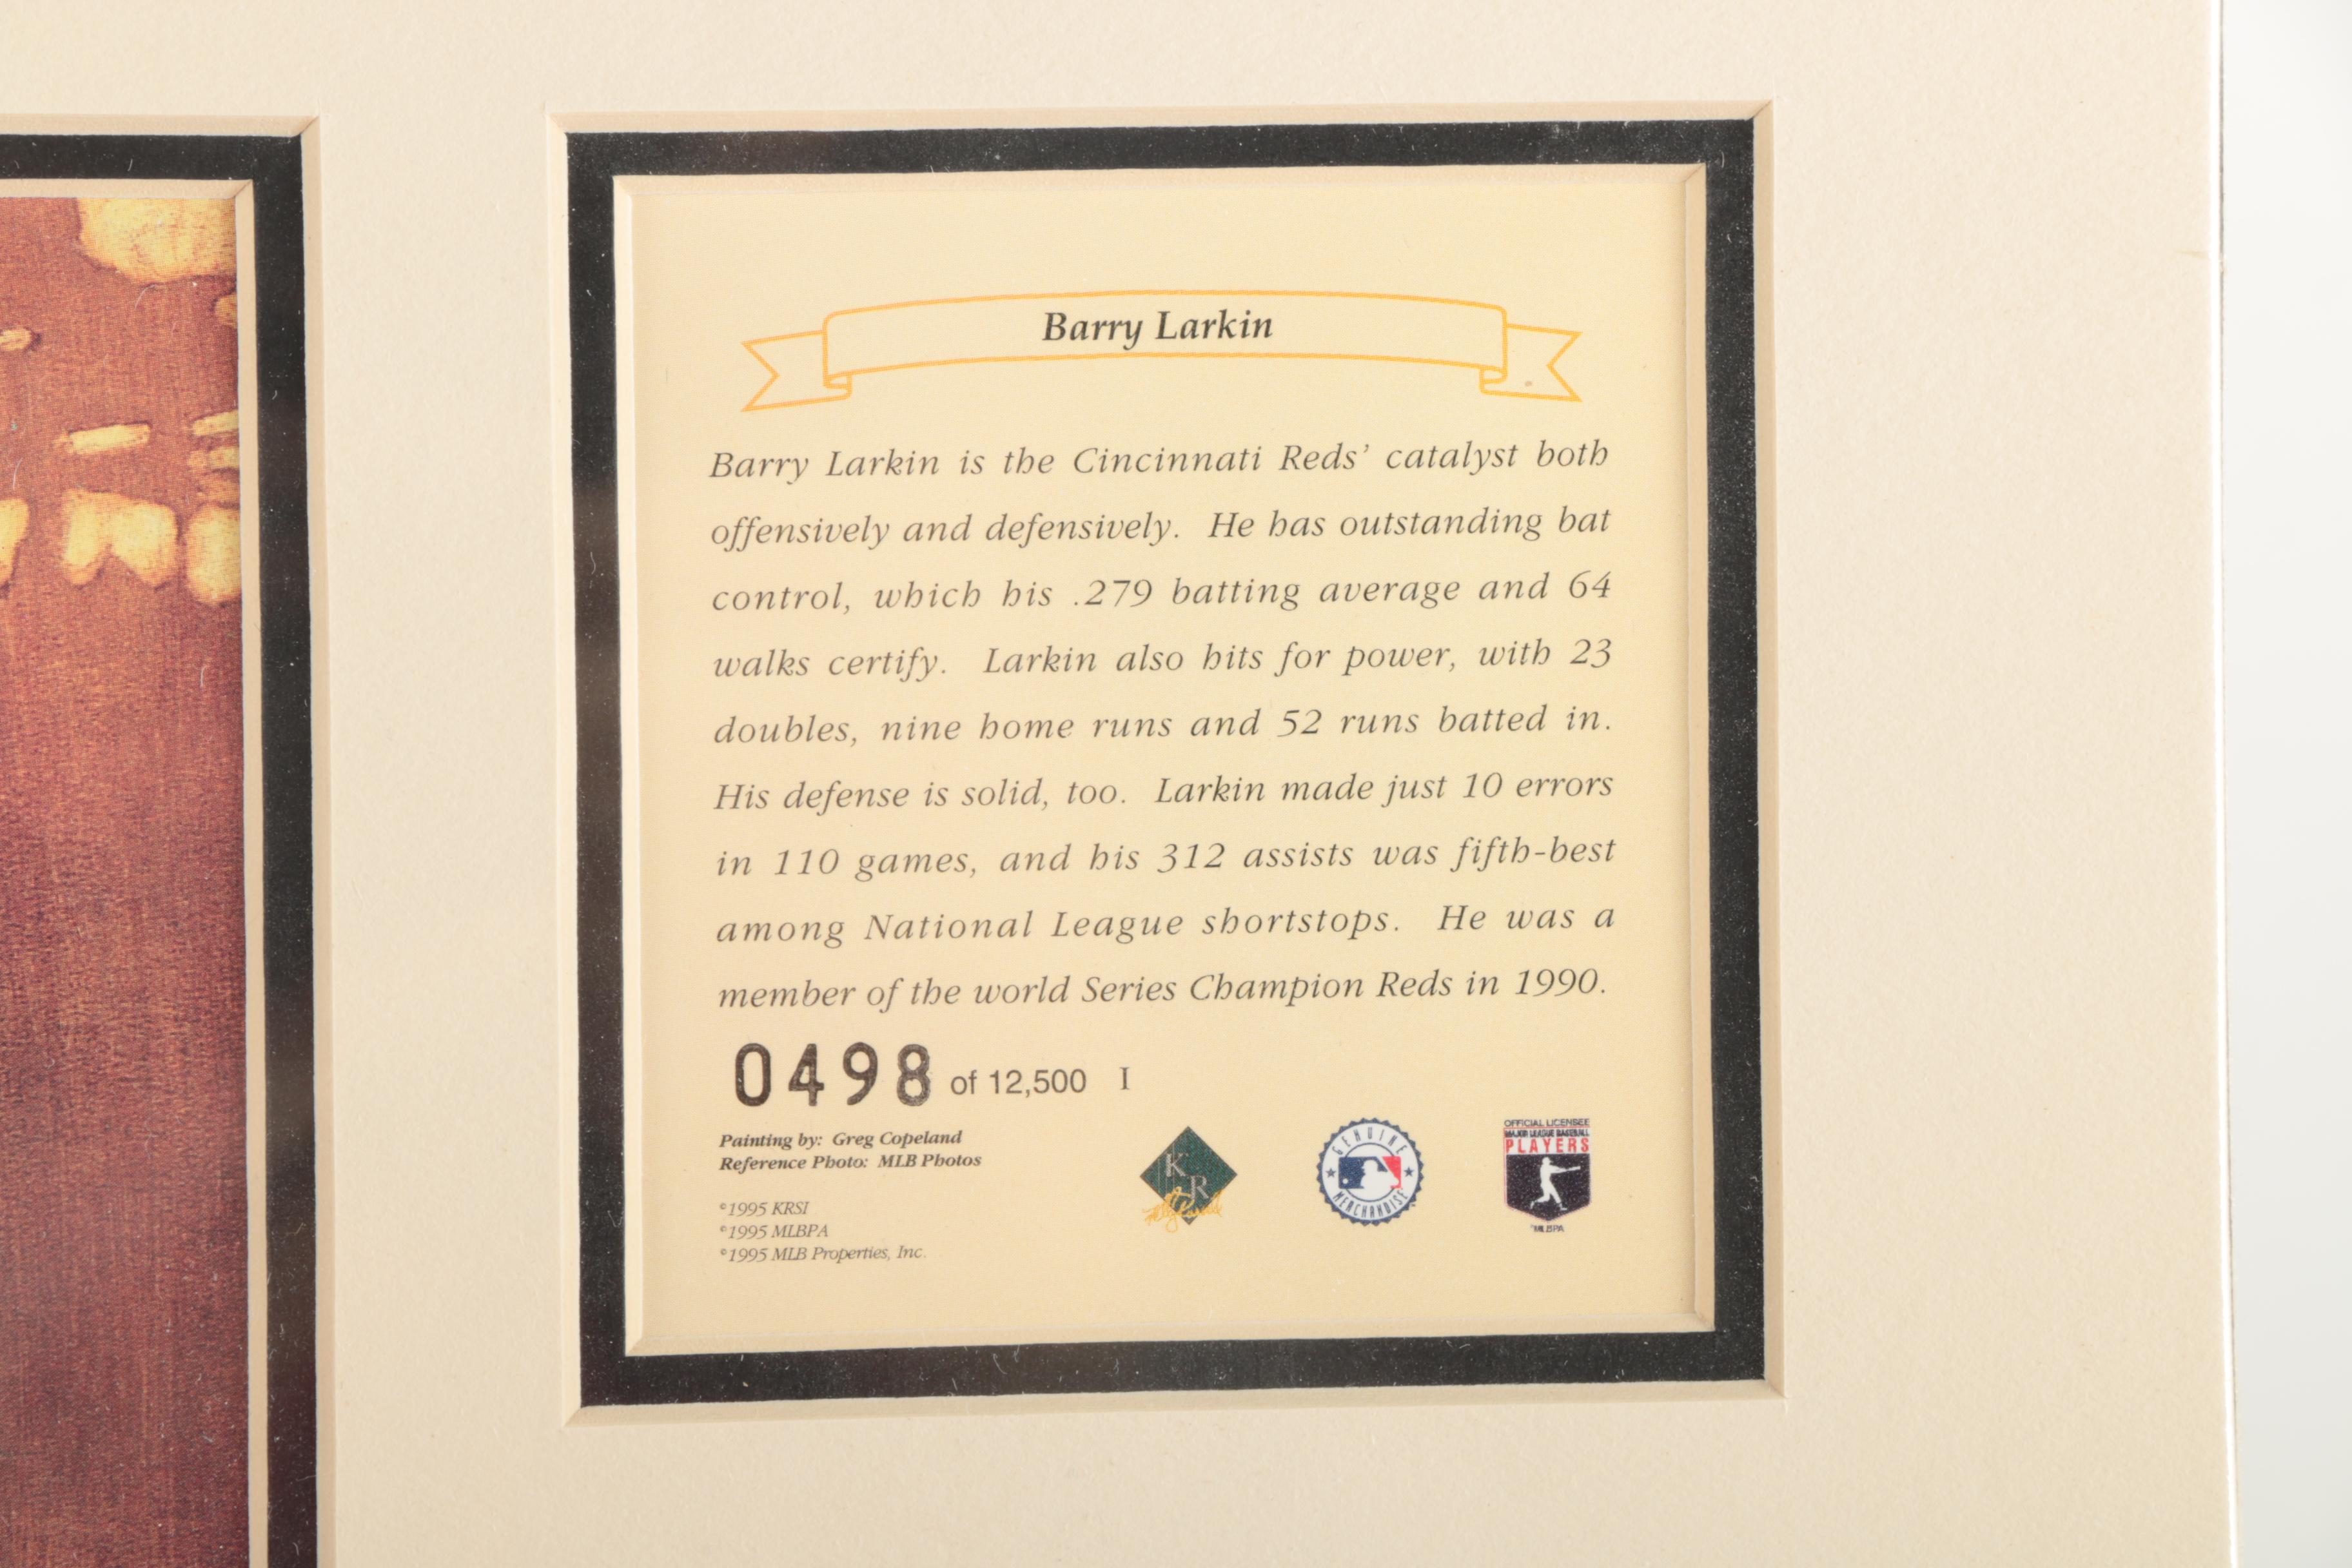 Barry Larkin
Barry Larkin is the Cincinnati Reds' catalyst both
offensively and defensively. He has outstanding bat
control, which his .279 batting average and 64
walks certify. Larkin also hits for power, with 23
doubles, nine home runs and 52 runs batted in.
His defense is solid, too. Larkin made just 10 errors
in 110 games, and his 312 assists was fifth-best
among National League shortstops. He was a
member of the world Series Champion Reds in 1990.
0498 of 12,500 I
Painting by: Greg Copeland
Reference Photo: MLB Photos
©1995 KRSI
©1995 MLBPA
©1995 MLB Properties, Inc.
K
R
GENUINE
MERCHANDISE
OFFICIAL LICENSEE
MAJOR LEAGUE BASEBALL
PLAYERS
MLBPA